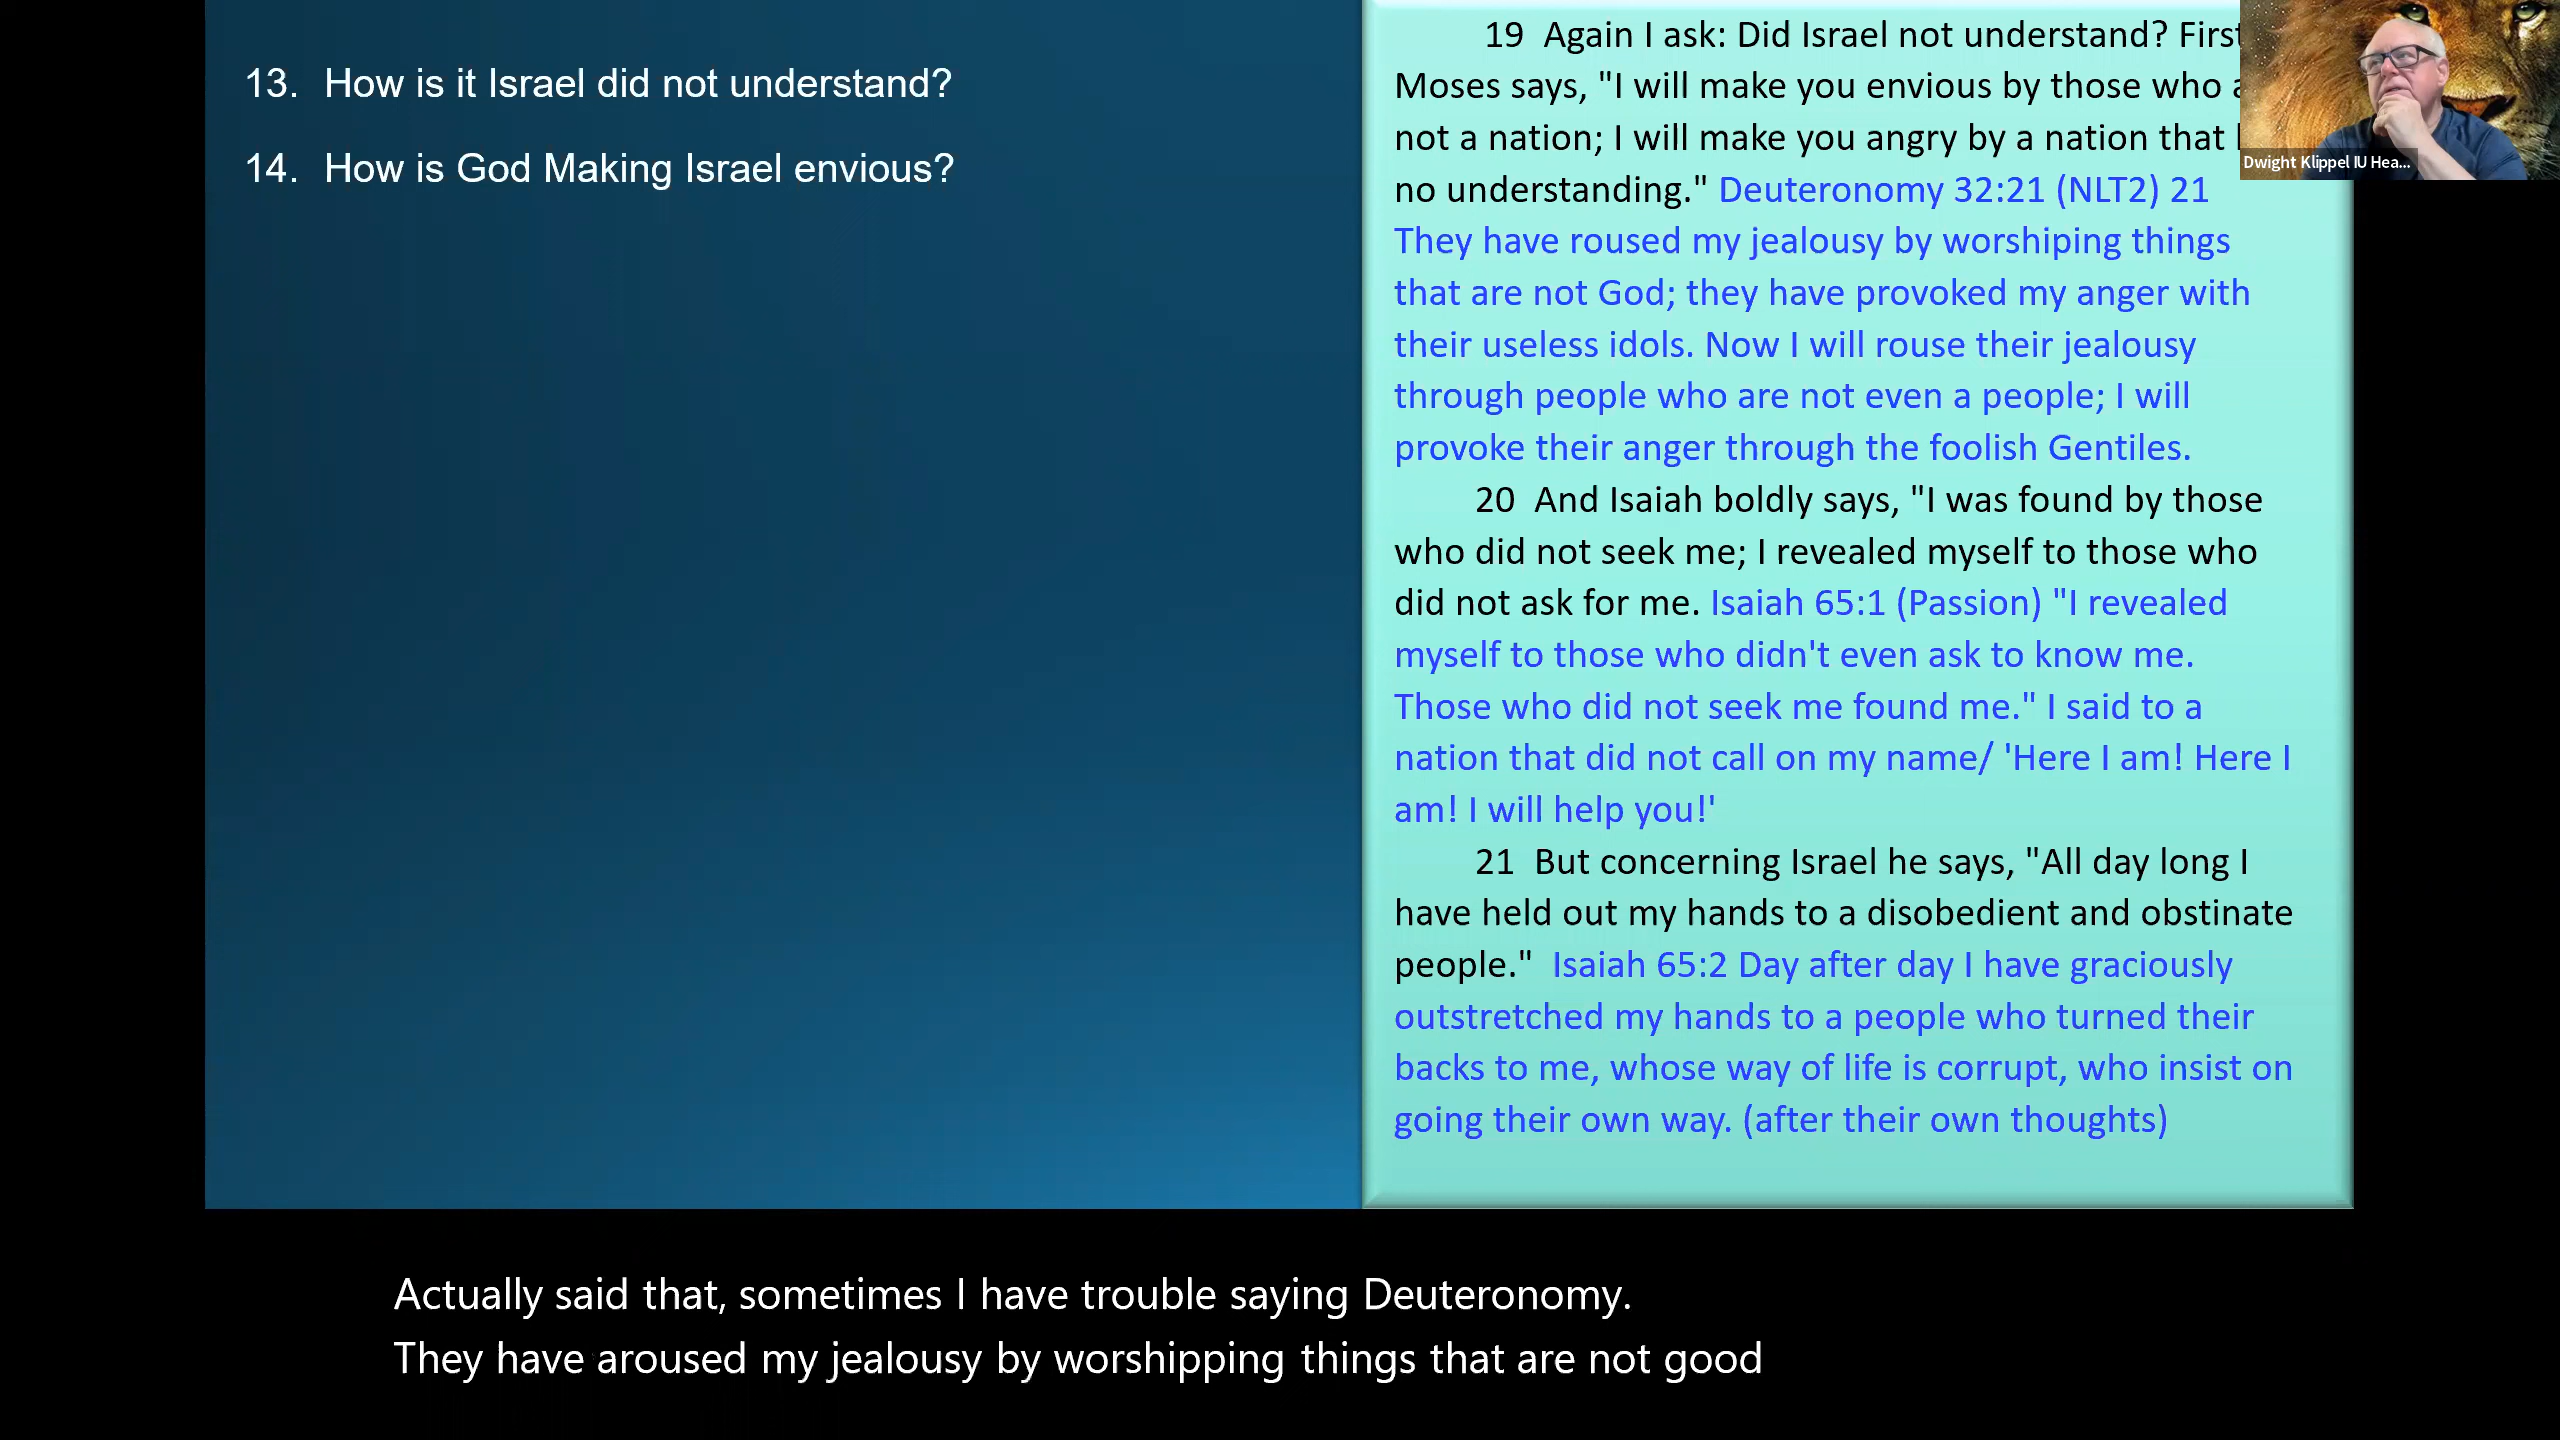 13. How is it Israel did not understand?
14. How is God Making Israel envious?
19 Again I ask: Did Israel not understand? First
Moses says, "I will make you envious by those who
not a nation; I will make you angry by a nation that
no understanding." Deuteronomy 32:21 (NLT2) 21
They have roused my jealousy by worshiping things
that are not God; they have provoked my anger with
their useless idols. Now I will rouse their jealousy
through people who are not even a people; I will
provoke their anger through the foolish Gentiles.
20 And Isaiah boldly says, "I was found by those
who did not seek me; I revealed myself to those who
did not ask for me. Isaiah 65:1 (Passion) "I revealed
myself to those who didn't even ask to know me.
Those who did not seek me found me." I said to a
nation that did not call on my name/ 'Here I am! Here I
am! I will help you!'
21 But concerning Israel he says, "All day long I
have held out my hands to a disobedient and obstinate
people." Isaiah 65:2 Day after day I have graciously
outstretched my hands to a people who turned their
backs to me, whose way of life is corrupt, who insist on
going their own way. (after their own thoughts)
Dwight Klippel IU Hea...
Actually said that, sometimes I have trouble saying Deuteronomy.
They have aroused my jealousy by worshipping things that are not good